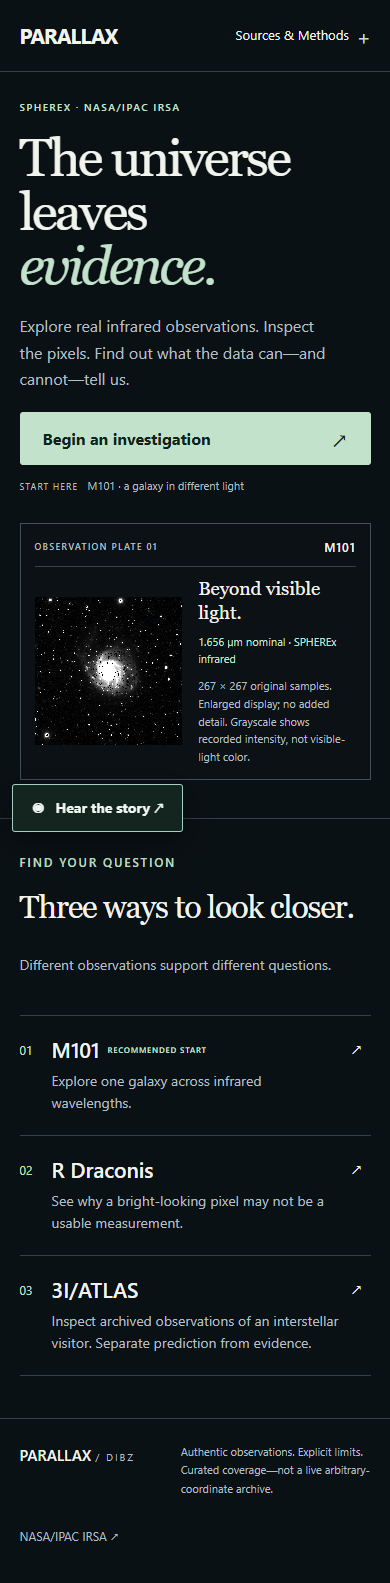 PARALLAX
Sources & Methods +
SPHEREX · NASA/IPAC IRSA
The universe
leaves
evidence.
Explore real infrared observations. Inspect
the pixels. Find out what the data can—and
cannot—tell us.
Begin an investigation ↗
START HERE M101 · a galaxy in different light
OBSERVATION PLATE 01
M101
Beyond visible
light.
1.656 µm nominal · SPHEREx
infrared
267 × 267 original samples.
Enlarged display; no added
detail. Grayscale shows
recorded intensity, not visible-
light color.
Hear the story ↗
FIND YOUR QUESTION
Three ways to look closer.
Different observations support different questions.
01 M101 RECOMMENDED START ↗
Explore one galaxy across infrared
wavelengths.
02 R Draconis ↗
See why a bright-looking pixel may not be a
usable measurement.
03 3I/ATLAS ↗
Inspect archived observations of an interstellar
visitor. Separate prediction from evidence.
PARALLAX / DIBZ
Authentic observations. Explicit limits.
Curated coverage—not a live arbitrary-
coordinate archive.
NASA/IPAC IRSA ↗